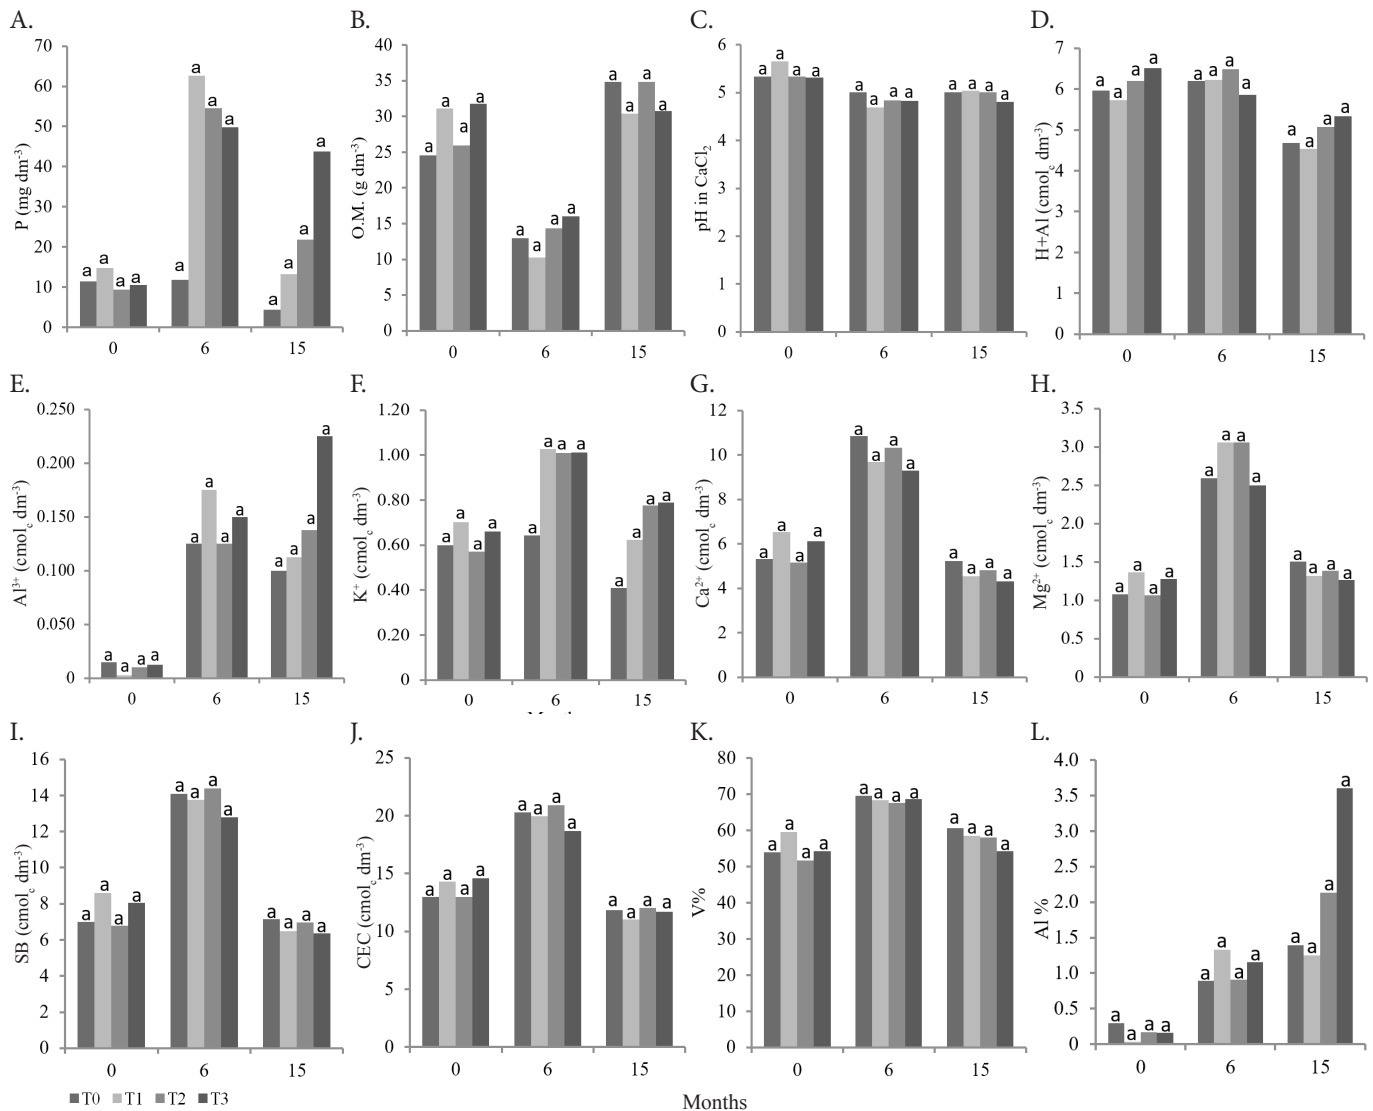 A.
P (mg dm-3)
70
60
50
40
30
20
10
0
a a a a
a a a a
a a a a
0 6 15
B.
O.M. (g dm-3)
40
35
30
25
20
15
10
5
0
a a a a
a a a a
a a a a
0 6 15
C.
pH in CaCl2
6
5
4
3
2
1
0
a a a a
a a a a
a a a a
0 6 15
D.
H+Al (cmolc dm-3)
7
6
5
4
3
2
1
0
a a a a
a a a a
a a a a
0 6 15
E.
Al3+ (cmolc dm-3)
0.250
0.200
0.150
0.100
0.050
0
a a a a
a a a a
a a a a
0 6 15
F.
K+ (cmolc dm-3)
1.20
1.00
0.80
0.60
0.40
0.20
0
a a a a
a a a a
a a a a
0 6 15
G.
Ca2+ (cmolc dm-3)
12
10
8
6
4
2
0
a a a a
a a a a
a a a a
0 6 15
H.
Mg2+ (cmolc dm-3)
3.5
3.0
2.5
2.0
1.5
1.0
0.5
0
a a a a
a a a a
a a a a
0 6 15
I.
SB (cmolc dm-3)
16
14
12
10
8
6
4
2
0
a a a a
a a a a
a a a a
0 6 15
J.
CEC (cmolc dm-3)
25
20
15
10
5
0
a a a a
a a a a
a a a a
0 6 15
K.
V%
80
70
60
50
40
30
20
10
0
a a a a
a a a a
a a a a
0 6 15
L.
Al %
4.0
3.5
3.0
2.5
2.0
1.5
1.0
0.5
0
a a a a
a a a a
a a a a
0 6 15
T0 T1 T2 T3
Months